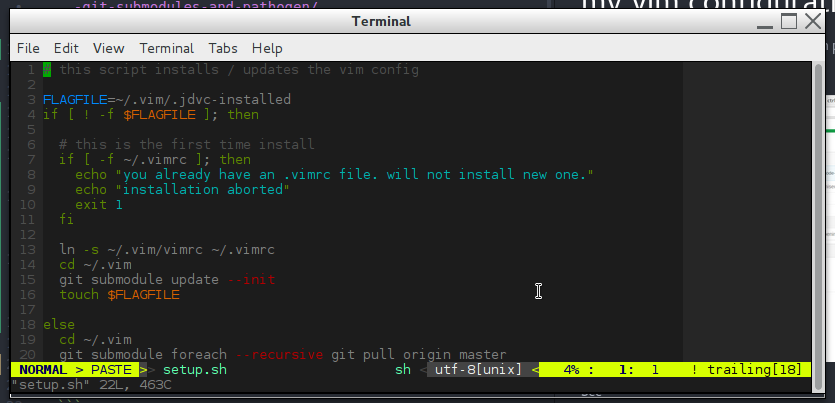 -git-submodules-and-pathogen/
my vim configurat
Terminal
File Edit View Terminal Tabs Help
1 # this script installs / updates the vim config
2
3 FLAGFILE=~/.vim/.jdvc-installed
4 if [ ! -f $FLAGFILE ]; then
5
6 # this is the first time install
7 if [ -f ~/.vimrc ]; then
8 echo "you already have an .vimrc file. will not install new one."
9 echo "installation aborted"
10 exit 1
11 fi
12
13 ln -s ~/.vim/vimrc ~/.vimrc
14 cd ~/.vim
15 git submodule update --init
16 touch $FLAGFILE
17
18 else
19 cd ~/.vim
20 git submodule foreach --recursive git pull origin master
NORMAL > PASTE >> setup.sh sh < utf-8[unix] < 4% : 1: 1 ! trailing[18]
"setup.sh" 22L, 463C